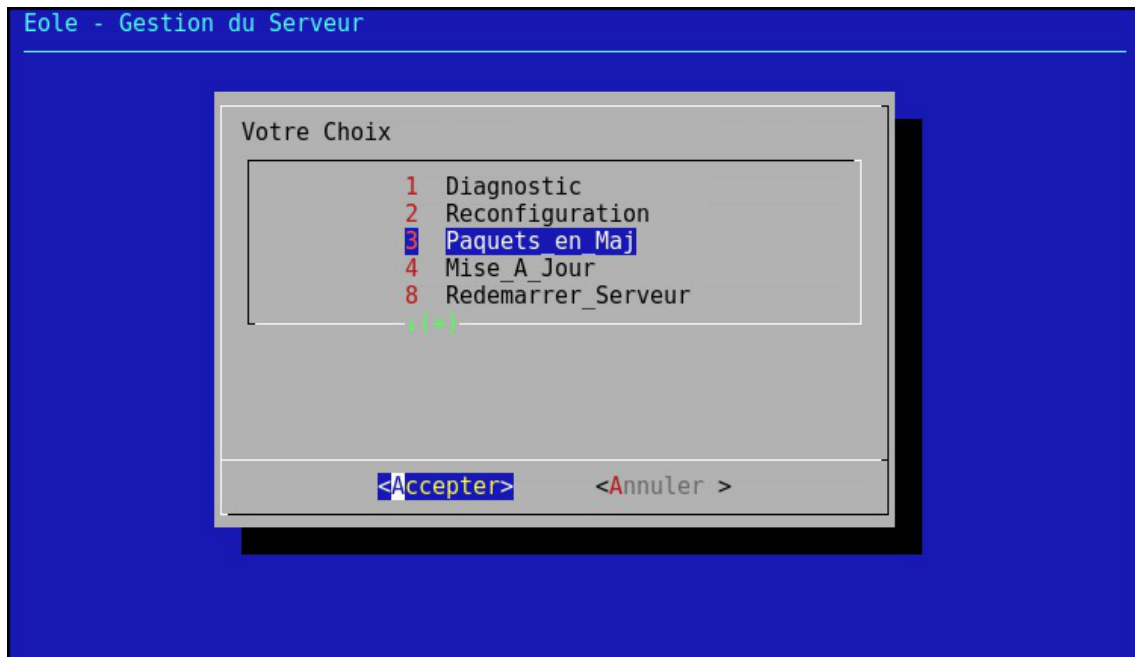 Eole - Gestion du Serveur
Votre Choix
1 Diagnostic
2 Reconfiguration
3 Paquets_en_Maj
4 Mise_A_Jour
8 Redemarrer_Serveur
↓(+)
<Accepter> <Annuler >